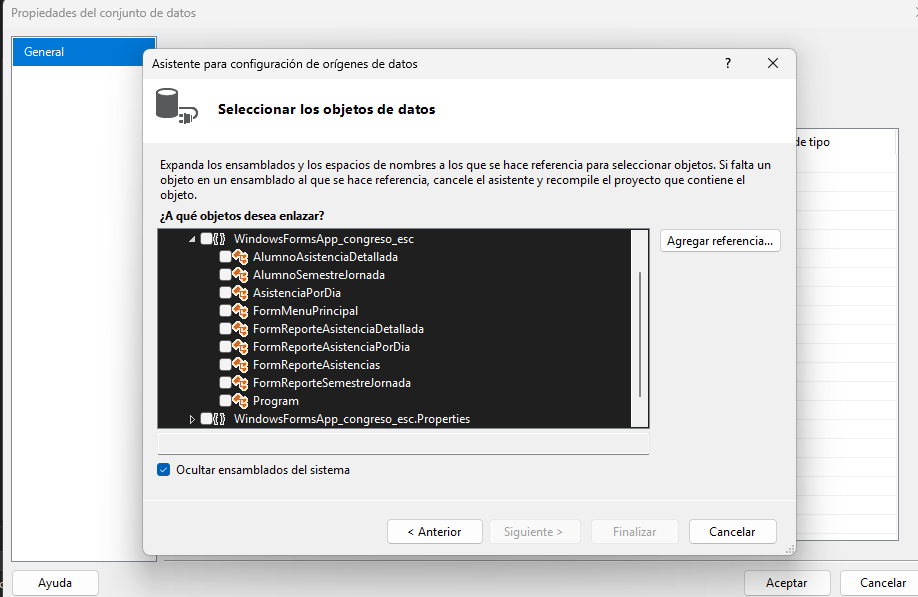 Propiedades del conjunto de datos
General
Asistente para configuración de orígenes de datos
?
Seleccionar los objetos de datos
de tipo
Expanda los ensamblados y los espacios de nombres a los que se hace referencia para seleccionar objetos. Si falta un
objeto en un ensamblado al que se hace referencia, cancele el asistente y recompile el proyecto que contiene el
objeto.
¿A qué objetos desea enlazar?
WindowsFormsApp_congreso_esc
Agregar referencia...
AlumnoAsistenciaDetallada
AlumnoSemestreJornada
AsistenciaPorDia
FormMenuPrincipal
FormReporteAsistenciaDetallada
FormReporteAsistenciaPorDia
FormReporteAsistencias
FormReporteSemestreJornada
Program
WindowsFormsApp_congreso_esc.Properties
Ocultar ensamblados del sistema
< Anterior
Siguiente >
Finalizar
Cancelar
Ayuda
Aceptar
Cancelar